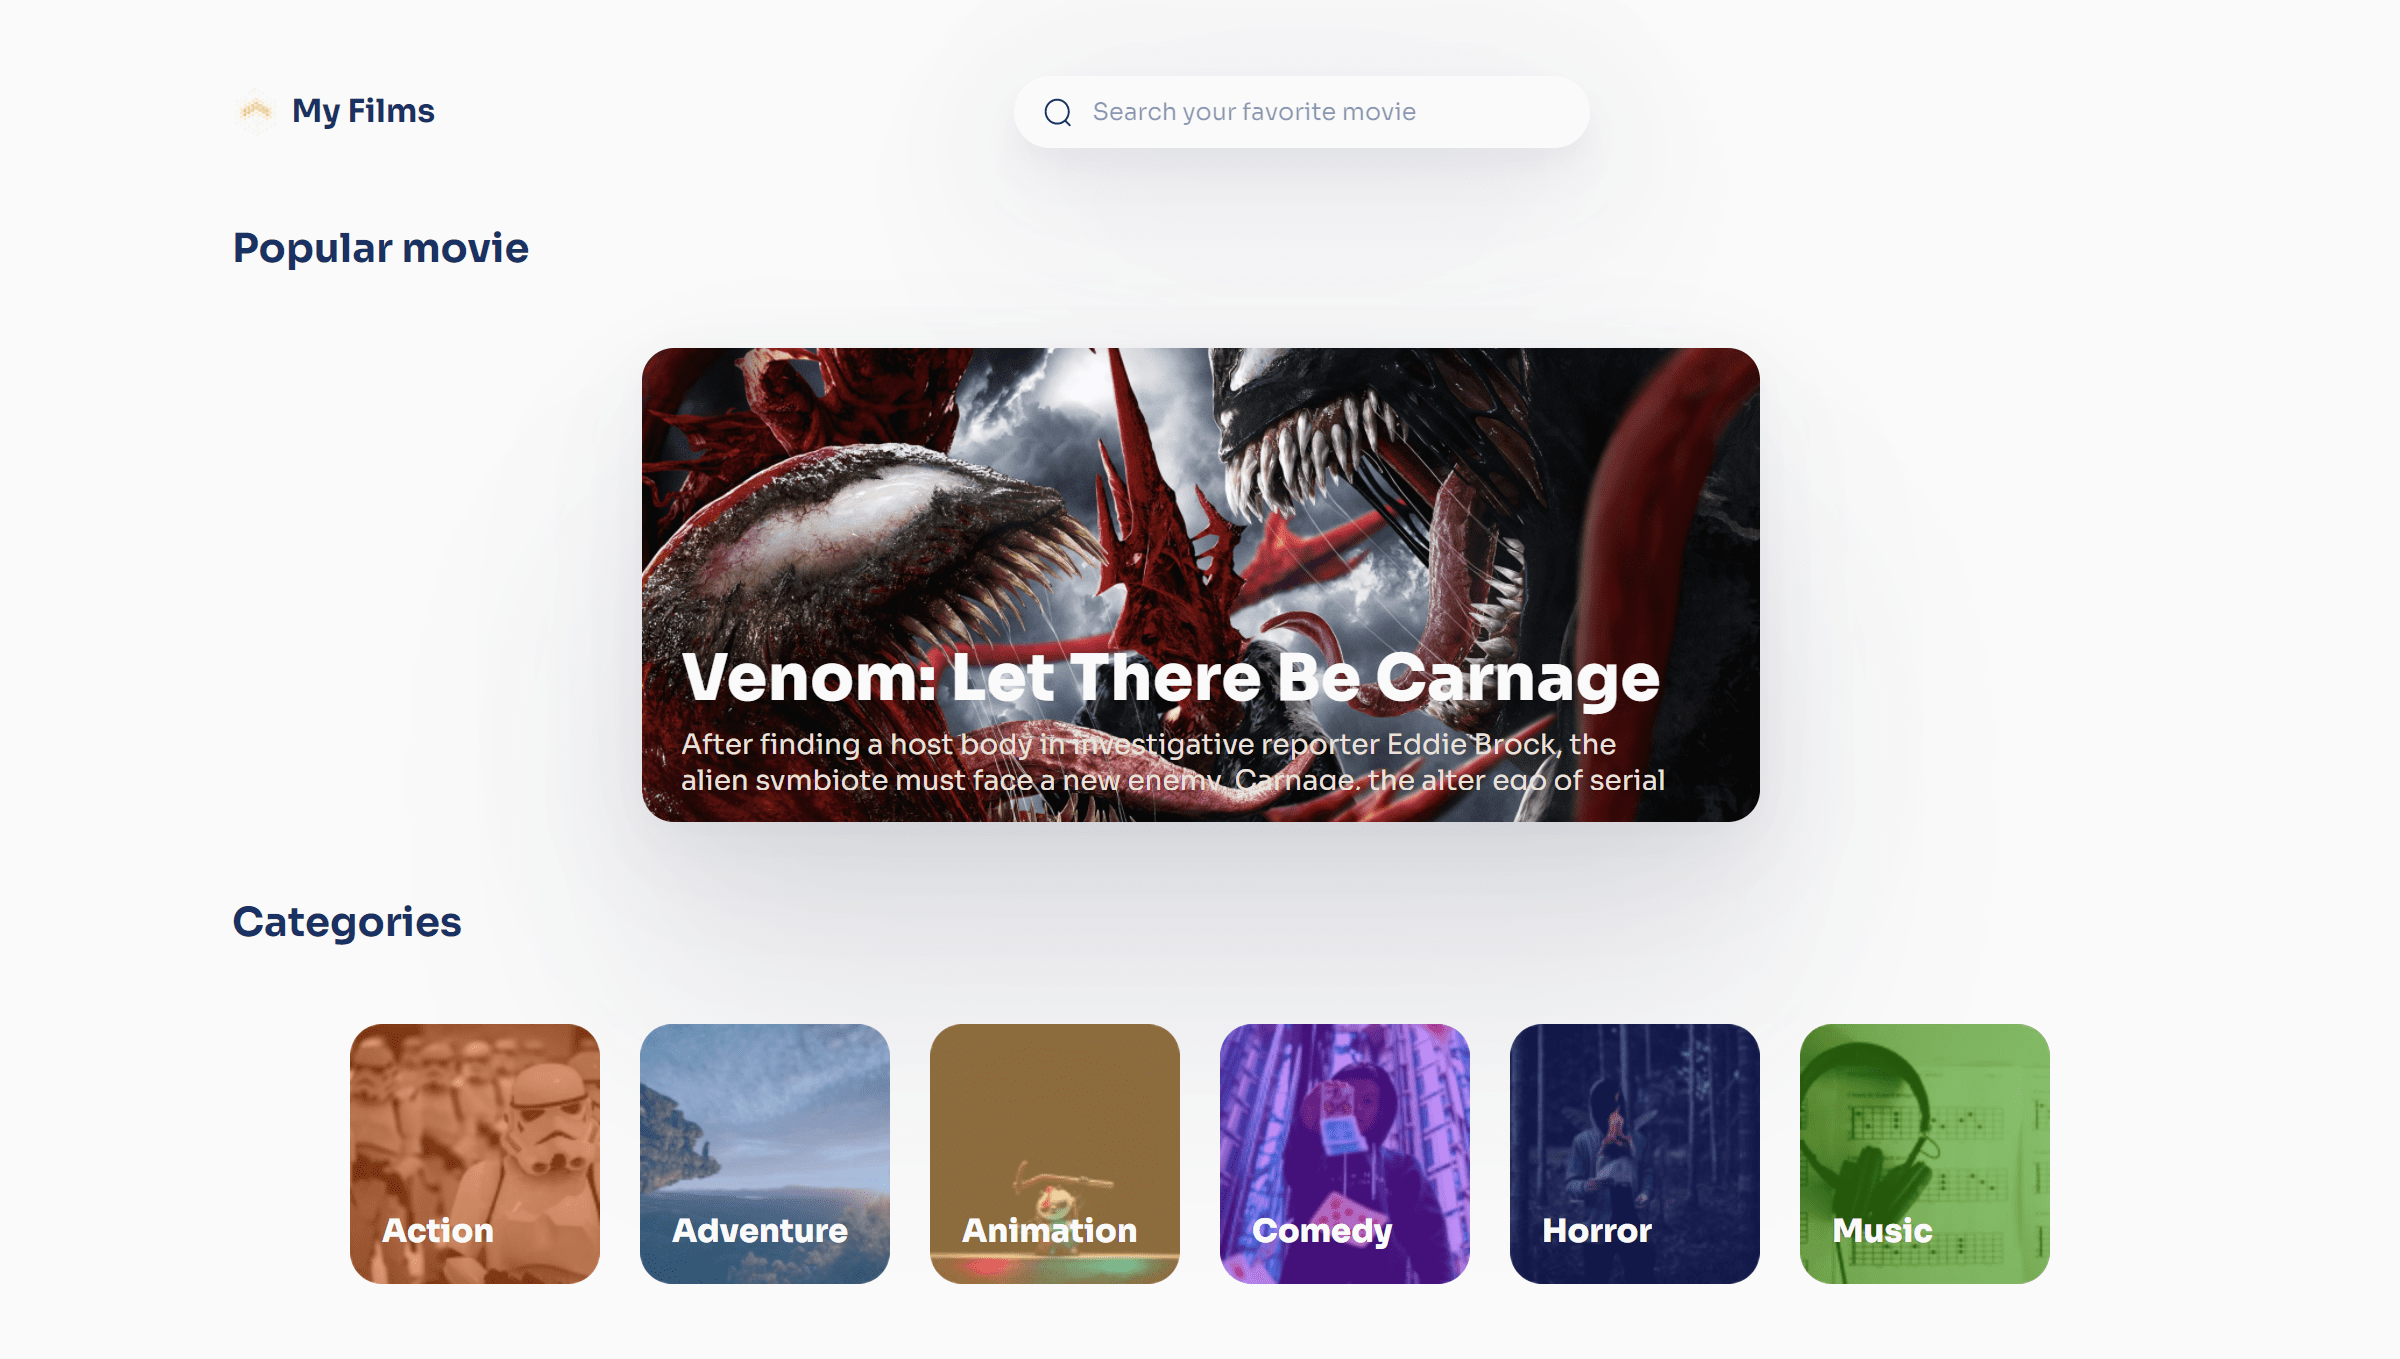 My Films
Search your favorite movie
Popular movie
Venom: Let There Be Carnage
After finding a host body in investigative reporter Eddie Brock, the
alien symbiote must face a new enemy, Carnage, the alter ego of serial
Categories
Action
Adventure
Animation
Comedy
Horror
Music